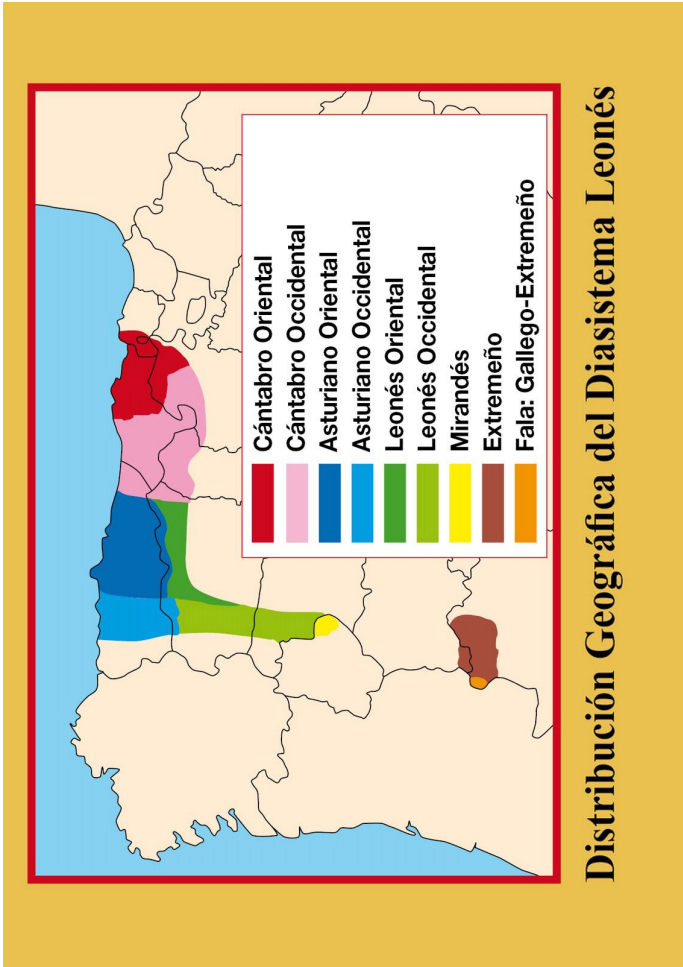 Cántabro Oriental
Cántabro Occidental
Asturiano Oriental
Asturiano Occidental
Leonés Oriental
Leonés Occidental
Mirandés
Extremeño
Fala: Gallego-Extremeño
Distribución Geográfica del Diasistema Leonés